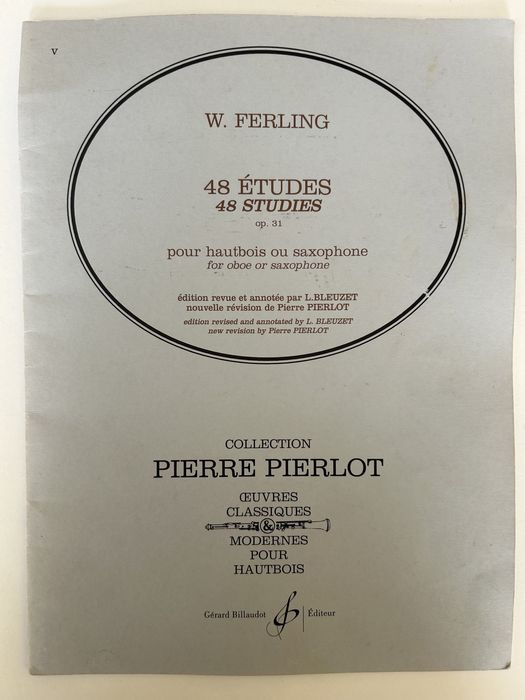 V
W. FERLING
48 ÉTUDES
48 STUDIES
op. 31
pour hautbois ou saxophone
for oboe or saxophone
édition revue et annotée par L.BLEUZET
nouvelle révision de Pierre PIERLOT
edition revised and annotated by L. BLEUZET
new revision by Pierre PIERLOT
COLLECTION
PIERRE PIERLOT
ŒUVRES
CLASSIQUES
&
MODERNES
POUR
HAUTBOIS
Gérard Billaudot Éditeur